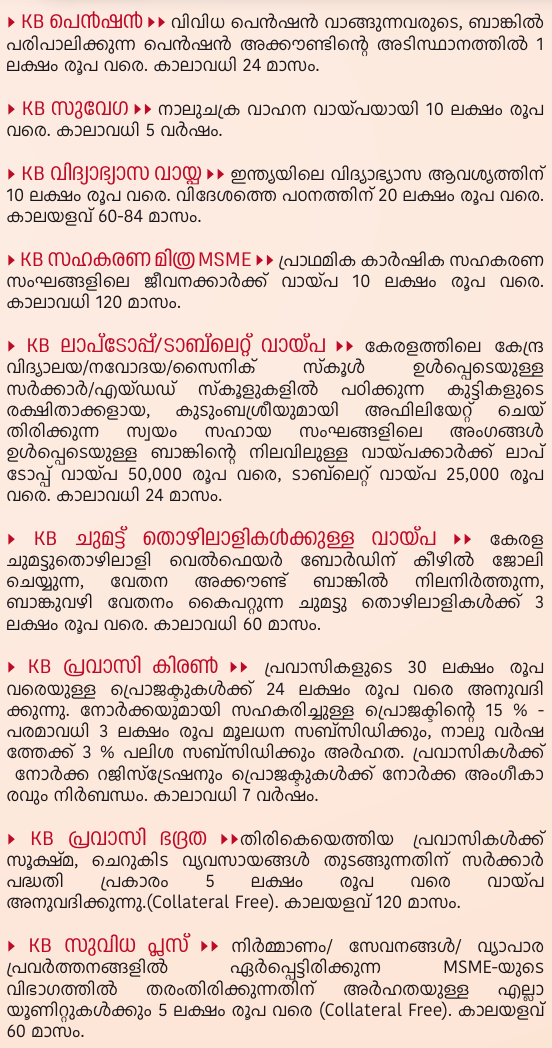 KB പെൻഷൻ വിവിധ പെൻഷൻ വാങ്ങുന്നവരുടെ, ബാങ്കിൽ
പരിപാലിക്കുന്ന പെൻഷൻ അക്കൗണ്ടിന്റെ അടിസ്ഥാനത്തിൽ 1
ലക്ഷം രൂപ വരെ. കാലാവധി 24 മാസം.
KB സുവേഗ നാലുചക്ര വാഹന വായ്പയായി 10 ലക്ഷം രൂപ
വരെ. കാലാവധി 5 വർഷം.
KB വിദ്യാഭ്യാസ വായ്പ ഇന്ത്യയിലെ വിദ്യാഭ്യാസ ആവശ്യത്തിന്
10 ലക്ഷം രൂപ വരെ. വിദേശത്തെ പഠനത്തിന് 20 ലക്ഷം രൂപ വരെ.
കാലയളവ് 60-84 മാസം.
KB സഹകരണ മിത്ര MSME പ്രാഥമിക കാർഷിക സഹകരണ
സംഘങ്ങളിലെ ജീവനക്കാർക്ക് വായ്പ 10 ലക്ഷം രൂപ വരെ.
കാലാവധി 120 മാസം.
KB ലാപ്ടോപ്പ്/ടാബ്ലെറ്റ് വായ്പ കേരളത്തിലെ കേന്ദ്ര
വിദ്യാലയ/നവോദയ/സൈനിക് സ്കൂൾ ഉൾപ്പെടെയുള്ള
സർക്കാർ/എയ്ഡഡ് സ്കൂളുകളിൽ പഠിക്കുന്ന കുട്ടികളുടെ
രക്ഷിതാക്കളായ, കുടുംബശ്രീയുമായി അഫിലിയേറ്റ് ചെയ്
തിരിക്കുന്ന സ്വയം സഹായ സംഘങ്ങളിലെ അംഗങ്ങൾ
ഉൾപ്പെടെയുള്ള ബാങ്കിന്റെ നിലവിലുള്ള വായ്പക്കാർക്ക് ലാപ്
ടോപ്പ് വായ്പ 50,000 രൂപ വരെ, ടാബ്ലെറ്റ് വായ്പ 25,000 രൂപ
വരെ. കാലാവധി 24 മാസം.
KB ചുമട്ട് തൊഴിലാളികൾക്കുള്ള വായ്പ കേരള
ചുമട്ടുതൊഴിലാളി വെൽഫെയർ ബോർഡിന് കീഴിൽ ജോലി
ചെയ്യുന്ന, വേതന അക്കൗണ്ട് ബാങ്കിൽ നിലനിർത്തുന്ന,
ബാങ്കുവഴി വേതനം കൈപറ്റുന്ന ചുമട്ടു തൊഴിലാളികൾക്ക് 3
ലക്ഷം രൂപ വരെ. കാലാവധി 60 മാസം.
KB പ്രവാസി കിരൺ പ്രവാസികളുടെ 30 ലക്ഷം രൂപ
വരെയുള്ള പ്രൊജക്ടുകൾക്ക് 24 ലക്ഷം രൂപ വരെ അനുവദി
ക്കുന്നു. നോർക്കയുമായി സഹകരിച്ചുള്ള പ്രൊജക്ടിന്റെ 15 % -
പരമാവധി 3 ലക്ഷം രൂപ മൂലധന സബ്സിഡിക്കും, നാലു വർഷ
ത്തേക്ക് 3 % പലിശ സബ്സിഡിക്കും അർഹത. പ്രവാസികൾക്ക്
നോർക്ക റജിസ്ട്രേഷനും പ്രൊജക്ടുകൾക്ക് നോർക്ക അംഗീകാ
രവും നിർബന്ധം. കാലാവധി 7 വർഷം.
KB പ്രവാസി ഭദ്രത തിരികെയെത്തിയ പ്രവാസികൾക്ക്
സൂക്ഷ്മ, ചെറുകിട വ്യവസായങ്ങൾ തുടങ്ങുന്നതിന് സർക്കാർ
പദ്ധതി പ്രകാരം 5 ലക്ഷം രൂപ വരെ വായ്പ
അനുവദിക്കുന്നു.(Collateral Free). കാലയളവ് 120 മാസം.
KB സുവിധ പ്ലസ് നിർമ്മാണം/ സേവനങ്ങൾ/ വ്യാപാര
പ്രവർത്തനങ്ങളിൽ ഏർപ്പെട്ടിരിക്കുന്ന MSME-യുടെ
വിഭാഗത്തിൽ തരംതിരിക്കുന്നതിന് അർഹതയുള്ള എല്ലാ
യൂണിറ്റുകൾക്കും 5 ലക്ഷം രൂപ വരെ (Collateral Free). കാലയളവ്
60 മാസം.